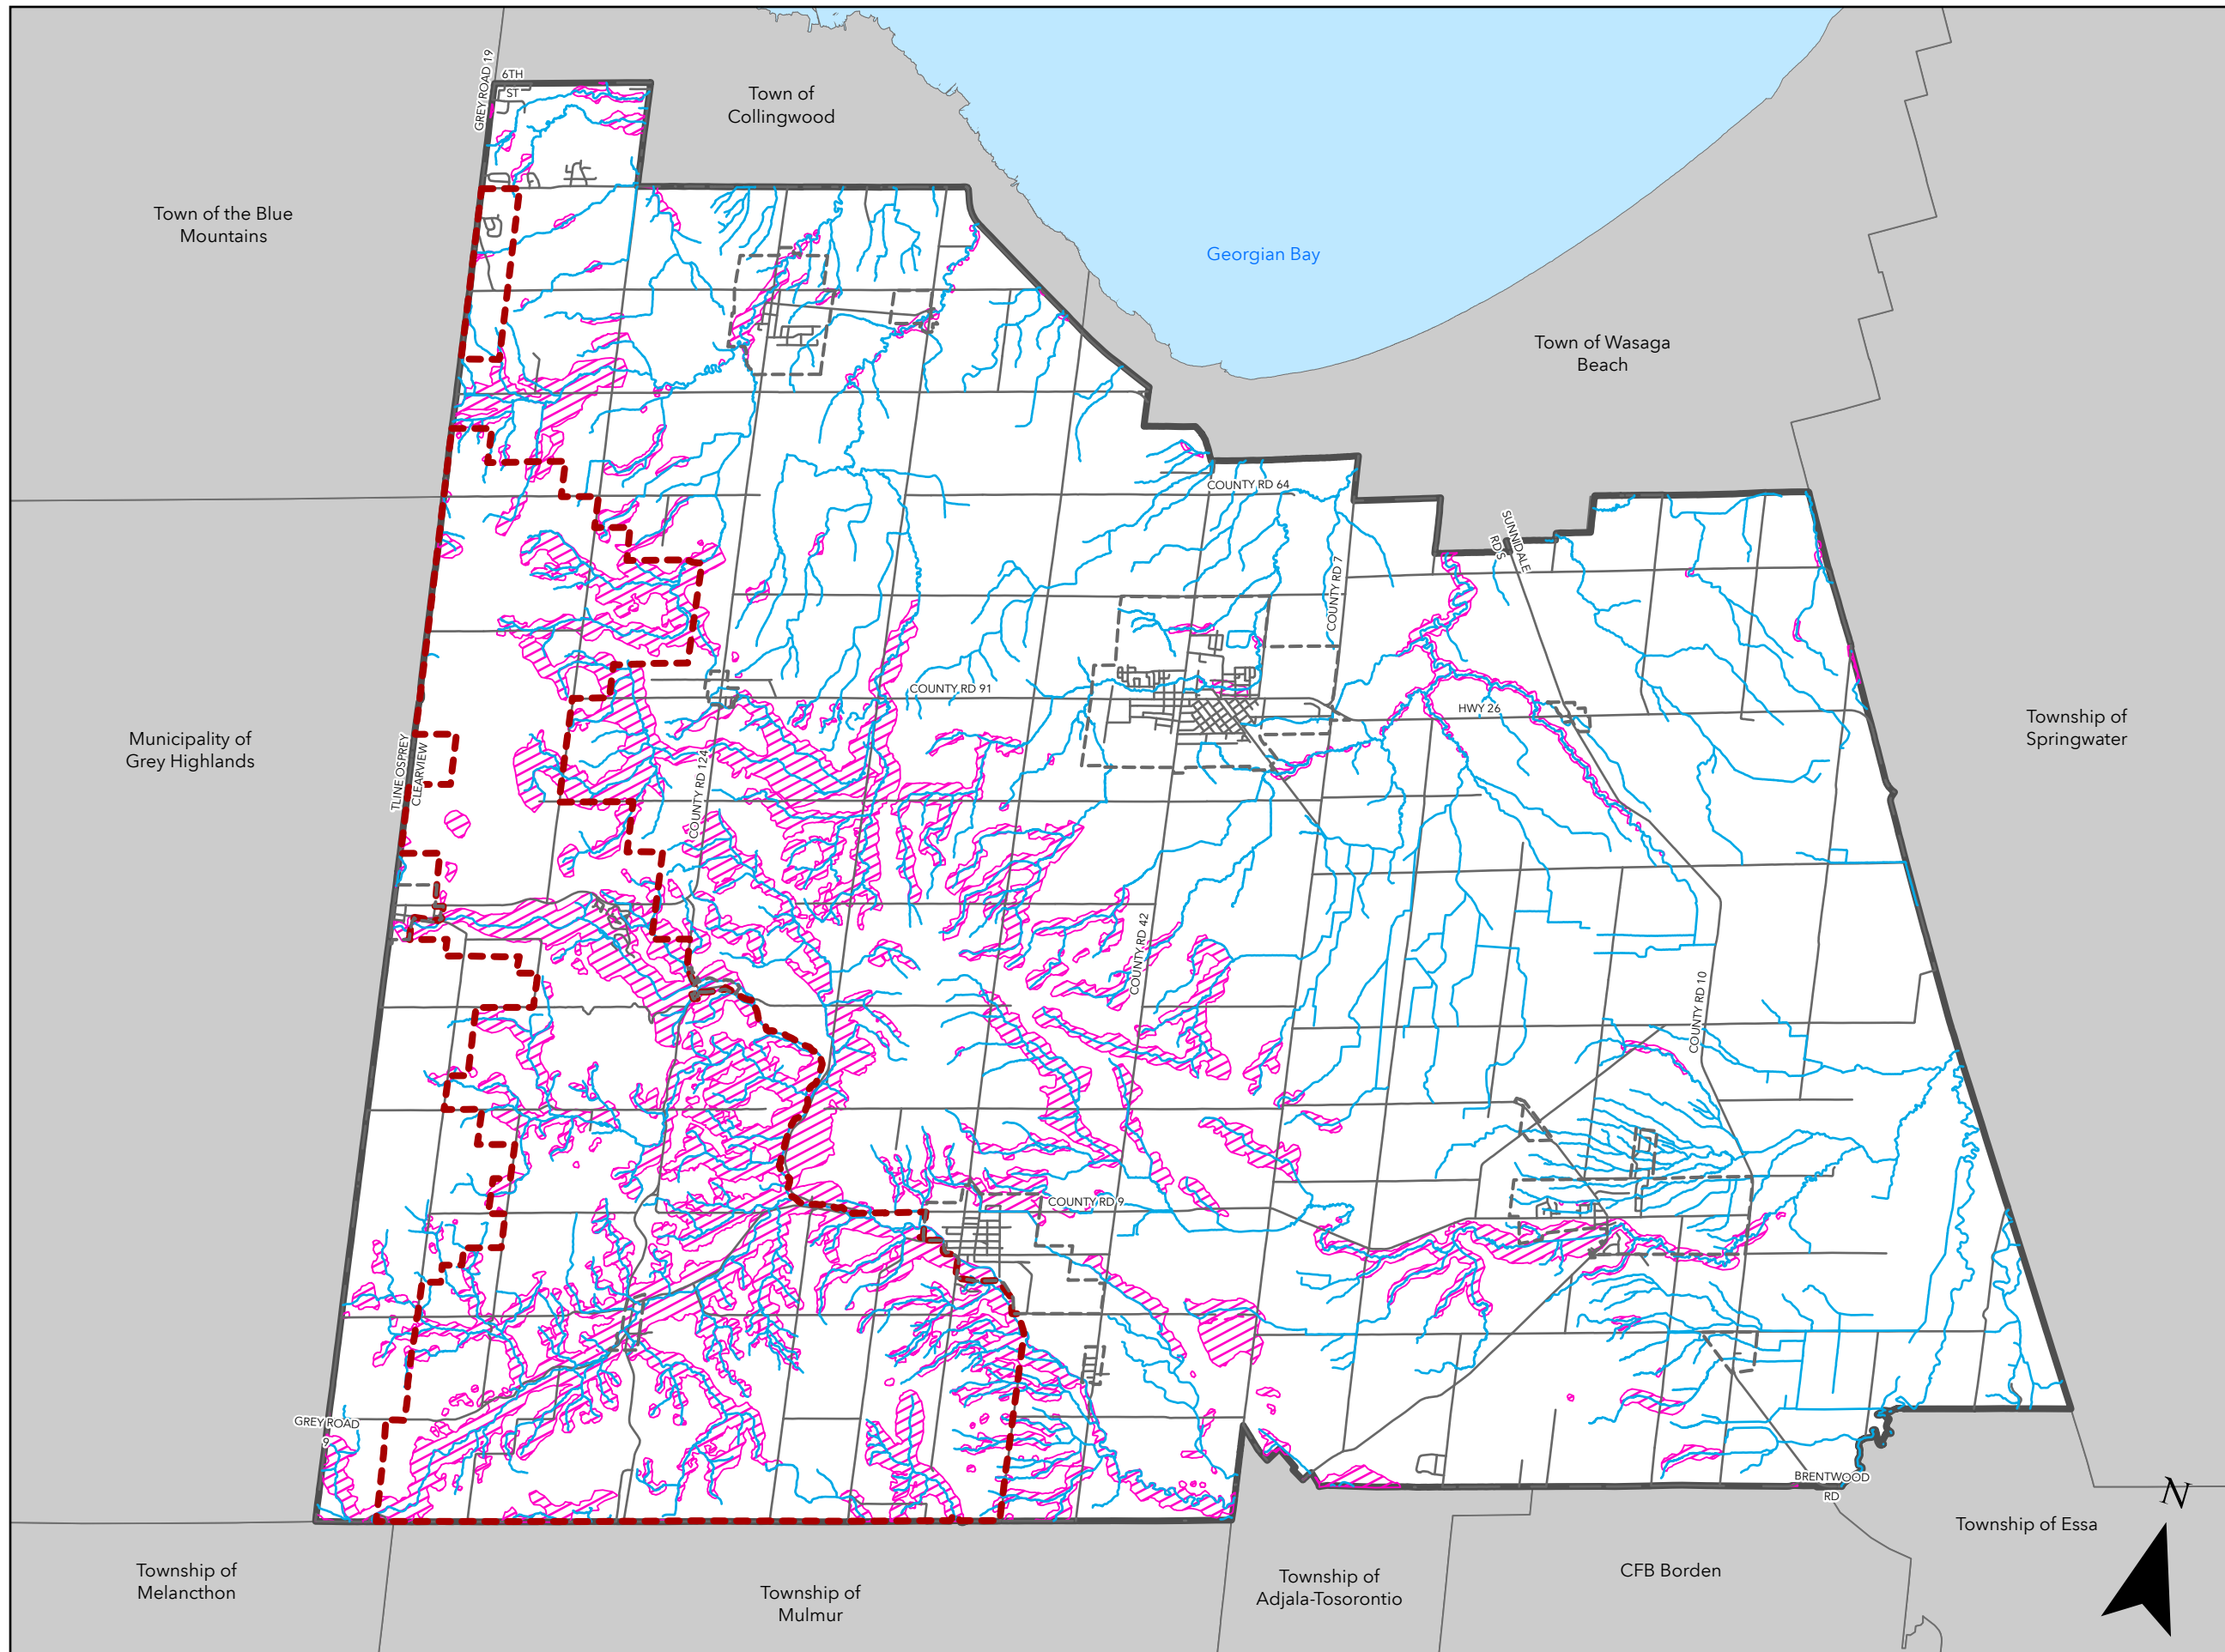 GREY ROAD 19
6TH
ST
Town of
Collingwood
Town of the Blue
Mountains
Georgian Bay
Town of Wasaga
Beach
COUNTY RD 64
SUNNIDALE
RD S
COUNTY RD 7
COUNTY RD 91
HWY 26
Township of
Springwater
Municipality of
Grey Highlands
TLINE OSPREY
CLEARVIEW
COUNTY RD 124
COUNTY RD 42
COUNTY RD 10
COUNTY RD 9
GREY ROAD
9
BRENTWOOD
RD
N
Township of Essa
Township of
Melancthon
Township of
Mulmur
Township of
Adjala-Tosorontio
CFB Borden